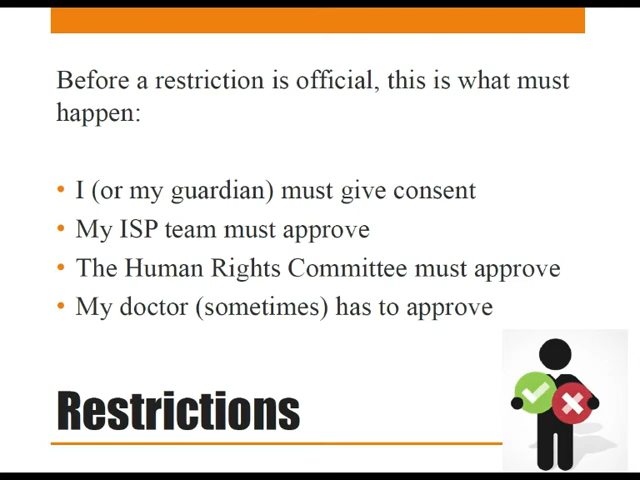 Before a restriction is official, this is what must
happen:
• I (or my guardian) must give consent
• My ISP team must approve
• The Human Rights Committee must approve
• My doctor (sometimes) has to approve
Restrictions